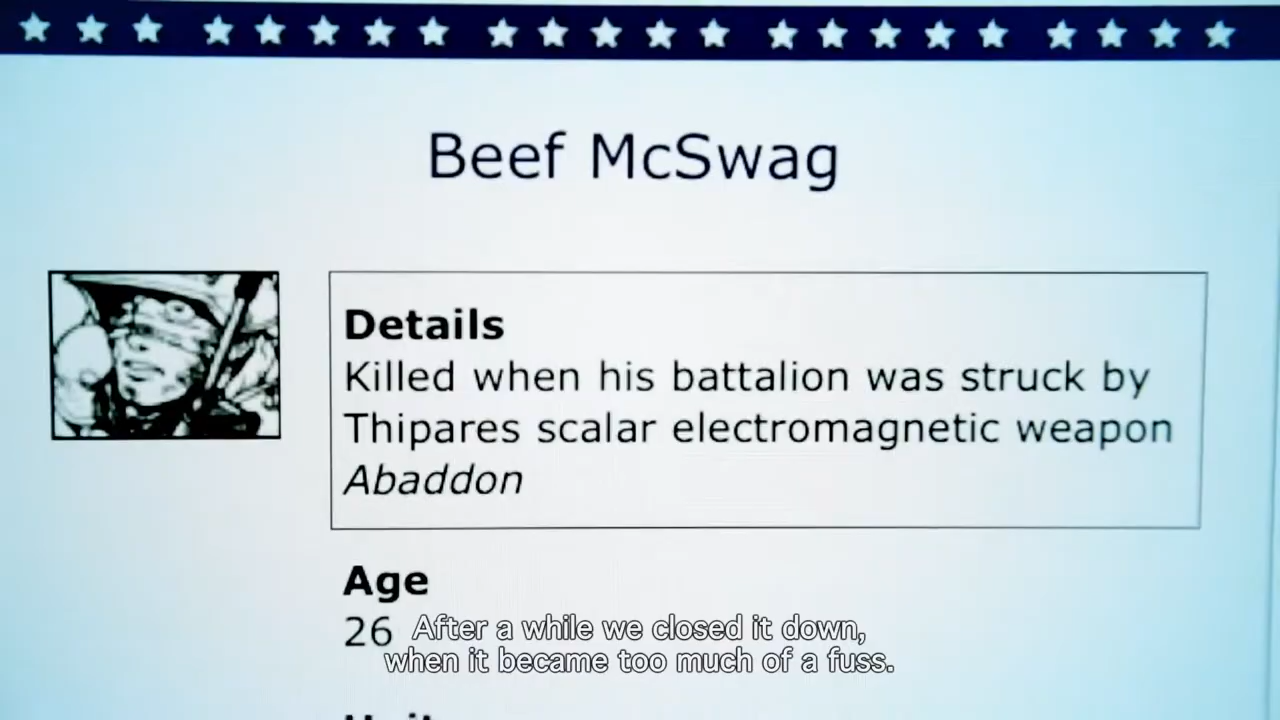 Beef McSwag
Details
Killed when his battalion was struck by
Thipares scalar electromagnetic weapon
Abaddon
Age
26
After a while we closed it down,
when it became too much of a fuss.